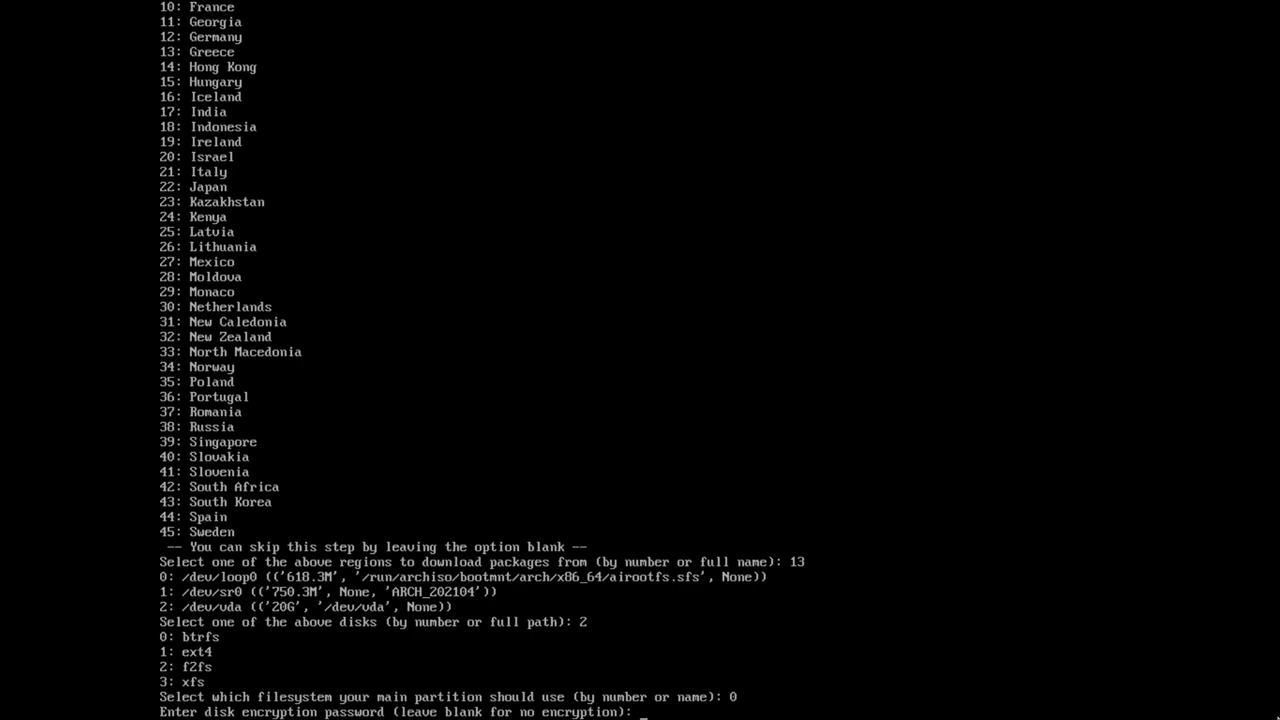 10: France
11: Georgia
12: Germany
13: Greece
14: Hong Kong
15: Hungary
16: Iceland
17: India
18: Indonesia
19: Ireland
20: Israel
21: Italy
22: Japan
23: Kazakhstan
24: Kenya
25: Latvia
26: Lithuania
27: Mexico
28: Moldova
29: Monaco
30: Netherlands
31: New Caledonia
32: New Zealand
33: North Macedonia
34: Norway
35: Poland
36: Portugal
37: Romania
38: Russia
39: Singapore
40: Slovakia
41: Slovenia
42: South Africa
43: South Korea
44: Spain
45: Sweden
-- You can skip this step by leaving the option blank --
Select one of the above regions to download packages from (by number or full name): 13
0: /dev/loop0 (('618.3M', '/run/archiso/bootmnt/arch/x86_64/airootfs.sfs', None))
1: /dev/sr0 (('750.3M', None, 'ARCH_202104'))
2: /dev/vda (('20G', '/dev/vda', None))
Select one of the above disks (by number or full path): 2
0: btrfs
1: ext4
2: f2fs
3: xfs
Select which filesystem your main partition should use (by number or name): 0
Enter disk encryption password (leave blank for no encryption): _